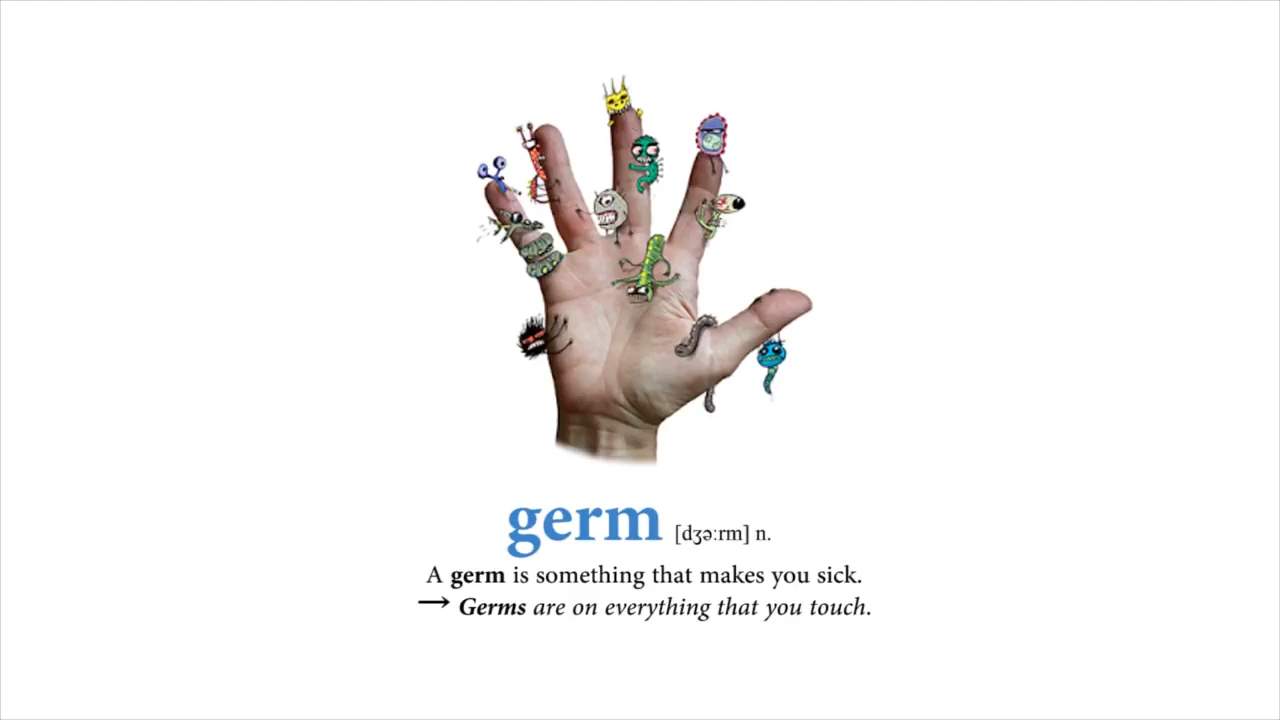 germ [dʒəːrm] n.
A germ is something that makes you sick.
→ Germs are on everything that you touch.